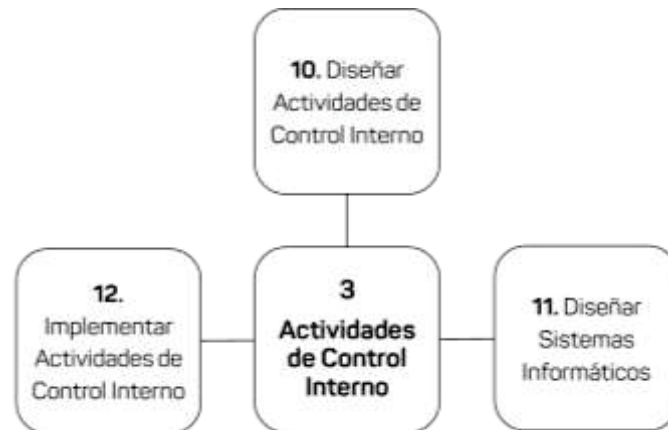 10. Diseñar
Actividades de
Control Interno
12.
Implementar
Actividades de
Control Interno
3
Actividades
de Control
Interno
11. Diseñar
Sistemas
Informáticos